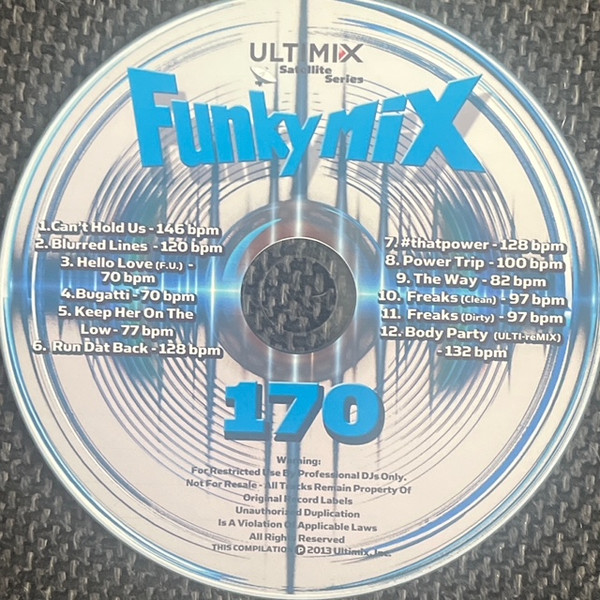 ULTIMIX
Satellite
Series
Funkymix
1.Can't Hold Us - 146 bpm
2. Blurred Lines - 120 bpm
3. Hello Love (F.U.) -
70 bpm
4.Bugatti - 70 bpm
5. Keep Her On The
Low - 77 bpm
6. Run Dat Back - 128 bpm
7. #thatpower - 128 bpm
8. Power Trip - 100 bpm
9. The Way - 82 bpm
10. Freaks (Clean) - 97 bpm
11. Freaks (Dirty) - 97 bpm
12. Body Party (ULTI-reMIX)
- 132 bpm
170
Warning:
For Restricted Use By Professional DJs Only.
Not For Resale - All Tracks Remain Property Of
Original Record Labels
Unauthorized Duplication
Is A Violation Of Applicable Laws
All Rights Reserved
THIS COMPILATION ℗ 2013 Ultimix, Inc.